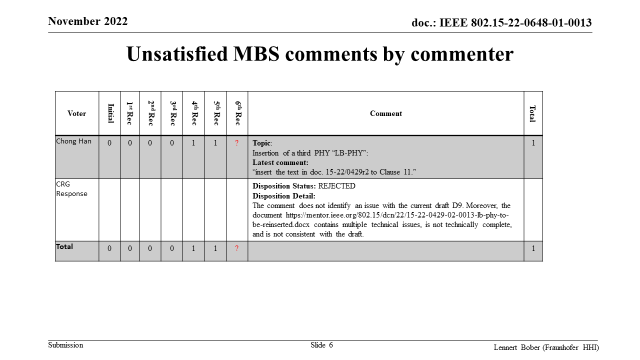 November 2022
doc.: IEEE 802.15-22-0648-01-0013
Unsatisfied MBS comments by commenter
Voter Initial 1st Rec 2nd Rec 3rd Rec 4th Rec 5th Rec 6th Rec Comment Total
Chong Han 0 0 0 0 1 1 ? Topic: 1
Insertion of a third PHY "LB-PHY":
Latest comment:
"insert the text in doc. 15-22/0429r2 to Clause 11."
CRG
Response
Disposition Status: REJECTED
Disposition Detail:
The comment does not identify an issue with the current draft D9. Moreover, the
document https://mentor.ieee.org/802.15/dcn/22/15-22-0429-02-0013-lb-phy-to-
be-reinserted.docx contains multiple technical issues, is not technically complete,
and is not consistent with the draft.
Total 0 0 0 0 1 1 ? 1
Submission
Slide 6
Lennert Bober (Fraunhofer HHI)